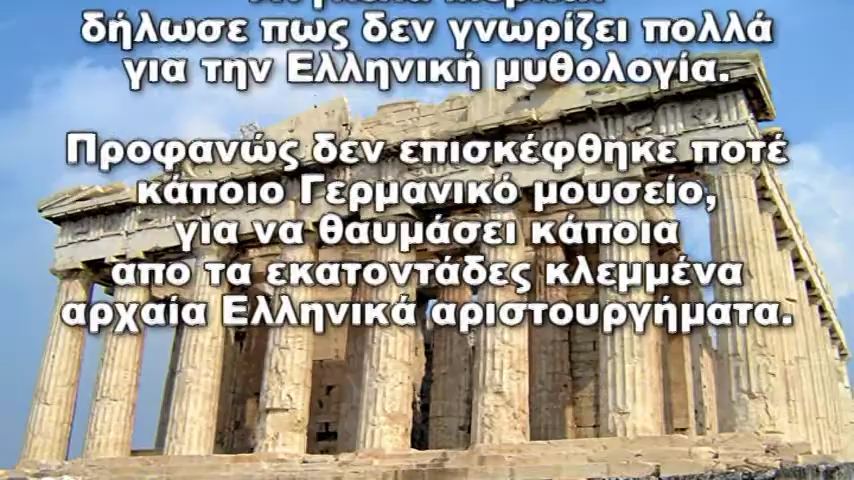 δήλωσε πως δεν γνωρίζει πολλά
για την Ελληνική μυθολογία.
Προφανώς δεν επισκέφθηκε ποτέ
κάποιο Γερμανικό μουσείο,
για να θαυμάσει κάποια
απο τα εκατοντάδες κλεμμένα
αρχαία Ελληνικά αριστουργήματα.